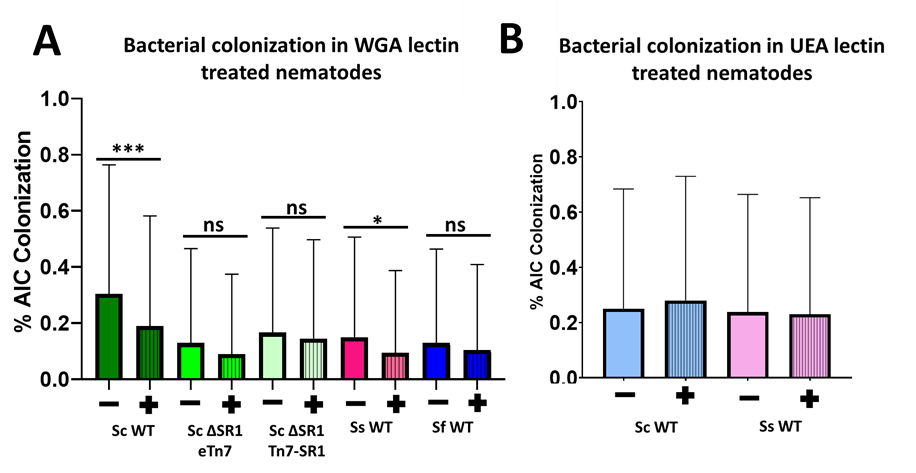 A
Bacterial colonization in WGA lectin
treated nematodes
% AIC Colonization
1.0
0.8
0.6
0.4
0.2
0.0
***
ns
ns
*
ns
− + − + − + − + − +
Sc WT
Sc ΔSR1
eTn7
Sc ΔSR1
Tn7-SR1
Ss WT
Sf WT
B
Bacterial colonization in UEA lectin
treated nematodes
% AIC Colonization
1.0
0.8
0.6
0.4
0.2
0.0
− + − +
Sc WT
Ss WT